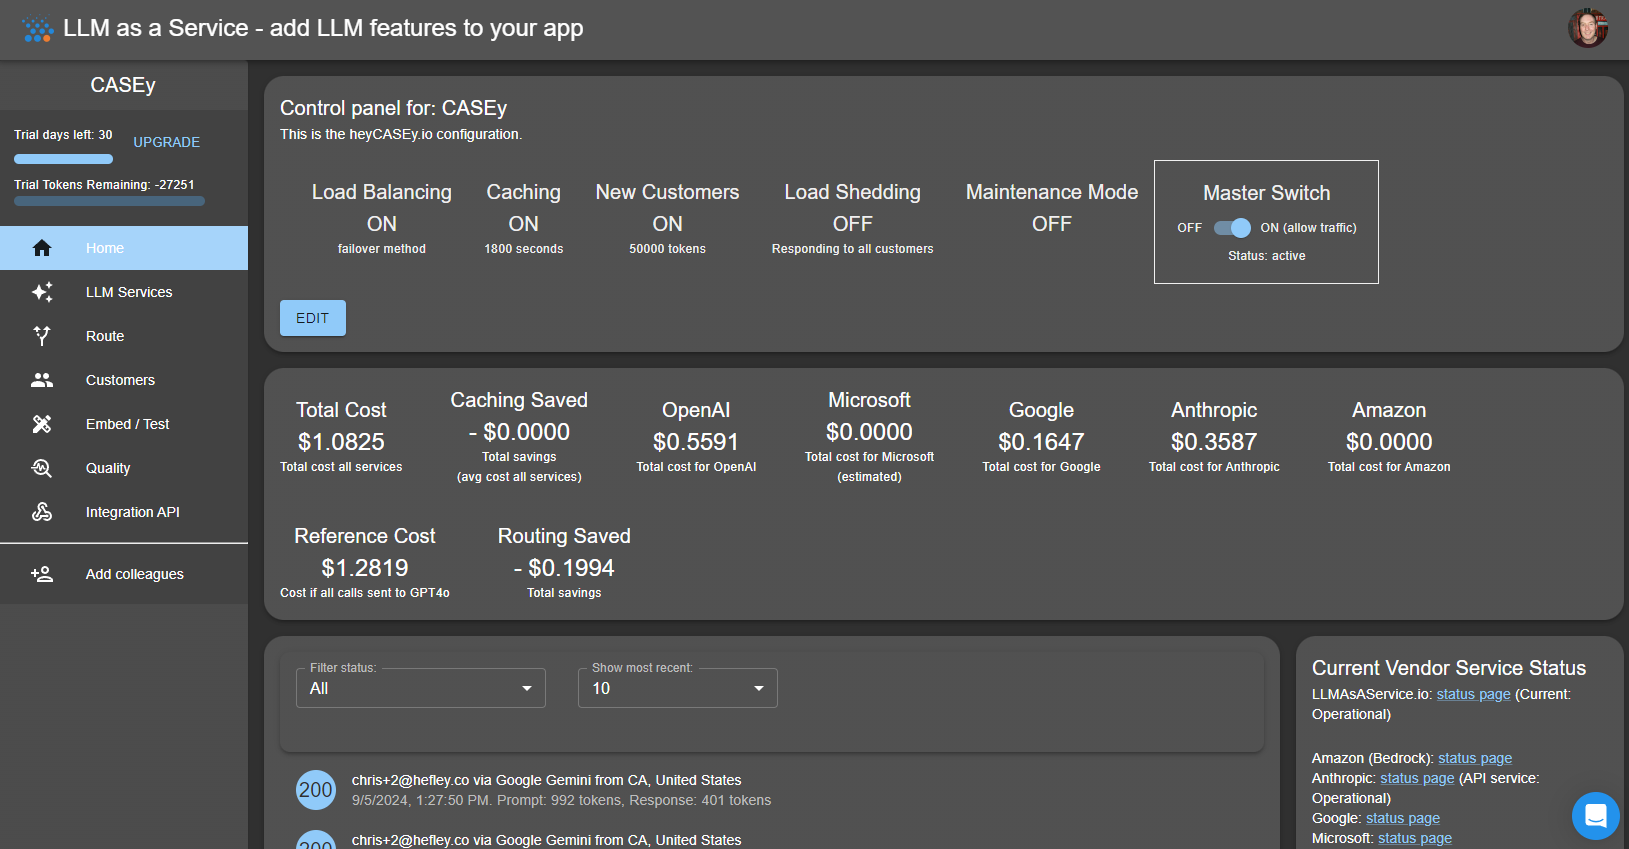 LLM as a Service - add LLM features to your app
CASEy
Trial days left: 30
UPGRADE
Trial Tokens Remaining: -27251
Home
LLM Services
Route
Customers
Embed / Test
Quality
Integration API
Add colleagues
Control panel for: CASEy
This is the heyCASEy.io configuration.
Load Balancing
ON
failover method
Caching
ON
1800 seconds
New Customers
ON
50000 tokens
Load Shedding
OFF
Responding to all customers
Maintenance Mode
OFF
Master Switch
OFF ON (allow traffic)
Status: active
EDIT
Total Cost
$1.0825
Total cost all services
Caching Saved
- $0.0000
Total savings
(avg cost all services)
OpenAI
$0.5591
Total cost for OpenAI
Microsoft
$0.0000
Total cost for Microsoft
(estimated)
Google
$0.1647
Total cost for Google
Anthropic
$0.3587
Total cost for Anthropic
Amazon
$0.0000
Total cost for Amazon
Reference Cost
$1.2819
Cost if all calls sent to GPT4o
Routing Saved
- $0.1994
Total savings
Filter status:
All
Show most recent:
10
200
chris+2@hefley.co via Google Gemini from CA, United States
9/5/2024, 1:27:50 PM. Prompt: 992 tokens, Response: 401 tokens
200
chris+2@hefley.co via Google Gemini from CA, United States
Current Vendor Service Status
LLMAsAService.io: status page (Current:
Operational)
Amazon (Bedrock): status page
Anthropic: status page (API service:
Operational)
Google: status page
Microsoft: status page